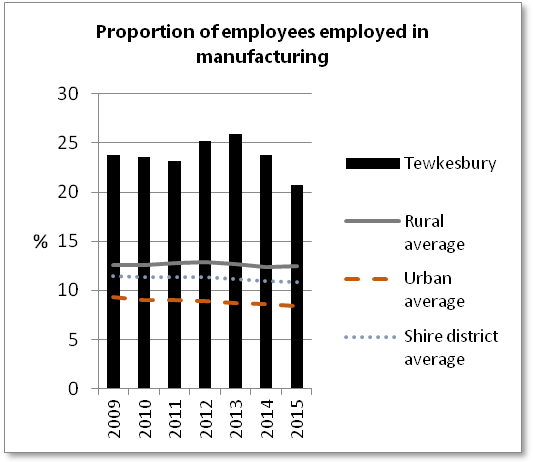 Proportion of employees employed in
manufacturing
30
25
20
15
10
5
0
%
2009
2010
2011
2012
2013
2014
2015
Tewkesbury
Rural
average
Urban
average
Shire district
average